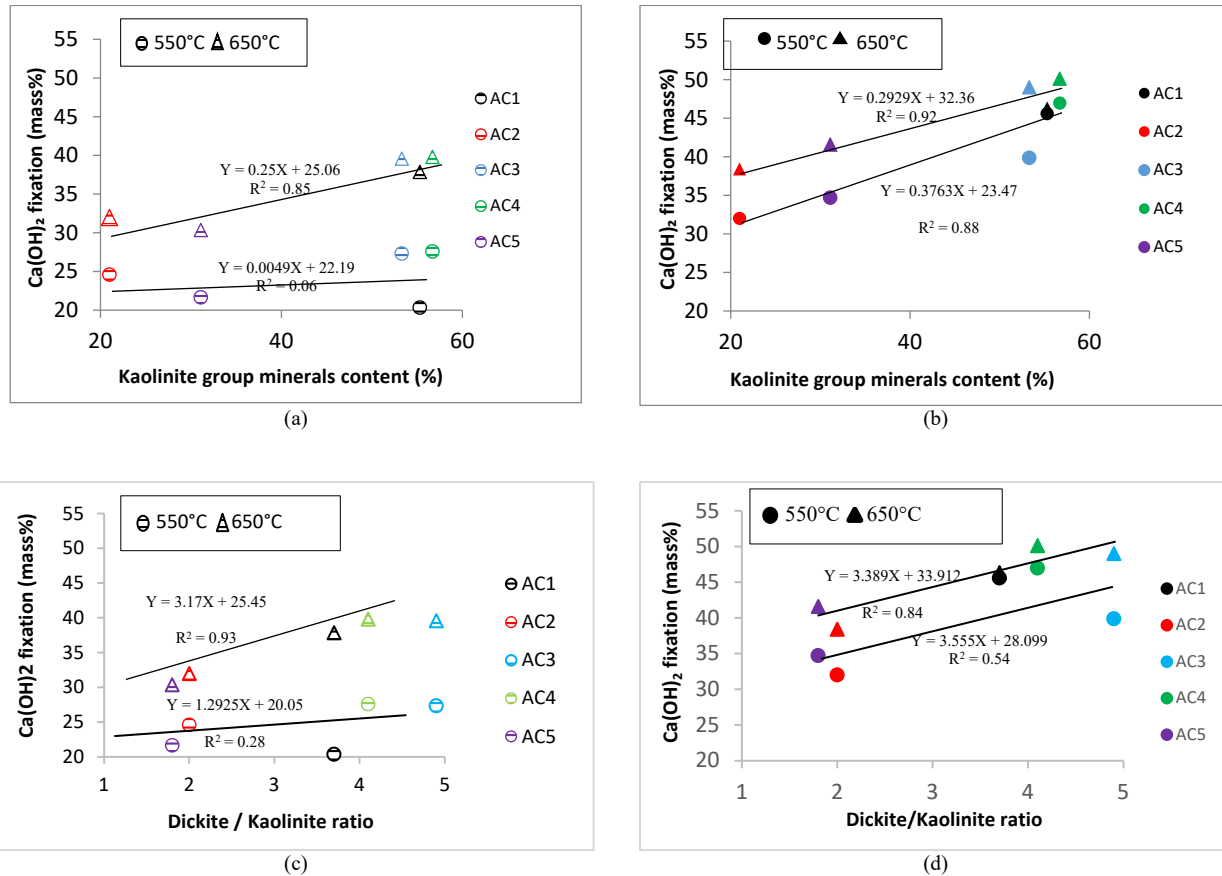 55
50
45
40
35
30
25
20
Ca(OH)₂ fixation (mass%)
550°C 650°C
Y = 0.25X + 25.06
R² = 0.85
Y = 0.0049X + 22.19
R² = 0.06
AC1
AC2
AC3
AC4
AC5
20 40 60
Kaolinite group minerals content (%)
(a)
55
50
45
40
35
30
25
20
Ca(OH)₂ fixation (mass%)
550°C 650°C
Y = 0.2929X + 32.36
R² = 0.92
Y = 0.3763X + 23.47
R² = 0.88
AC1
AC2
AC3
AC4
AC5
20 40 60
Kaolinite group minerals content (%)
(b)
55
50
45
40
35
30
25
20
Ca(OH)2 fixation (mass%)
550°C 650°C
Y = 3.17X + 25.45
R² = 0.93
Y = 1.2925X + 20.05
R² = 0.28
AC1
AC2
AC3
AC4
AC5
1 2 3 4 5
Dickite / Kaolinite ratio
(c)
55
50
45
40
35
30
25
20
Ca(OH)₂ fixation (mass%)
550°C 650°C
Y = 3.389X + 33.912
R² = 0.84
Y = 3.555X + 28.099
R² = 0.54
AC1
AC2
AC3
AC4
AC5
1 2 3 4 5
Dickite/Kaolinite ratio
(d)